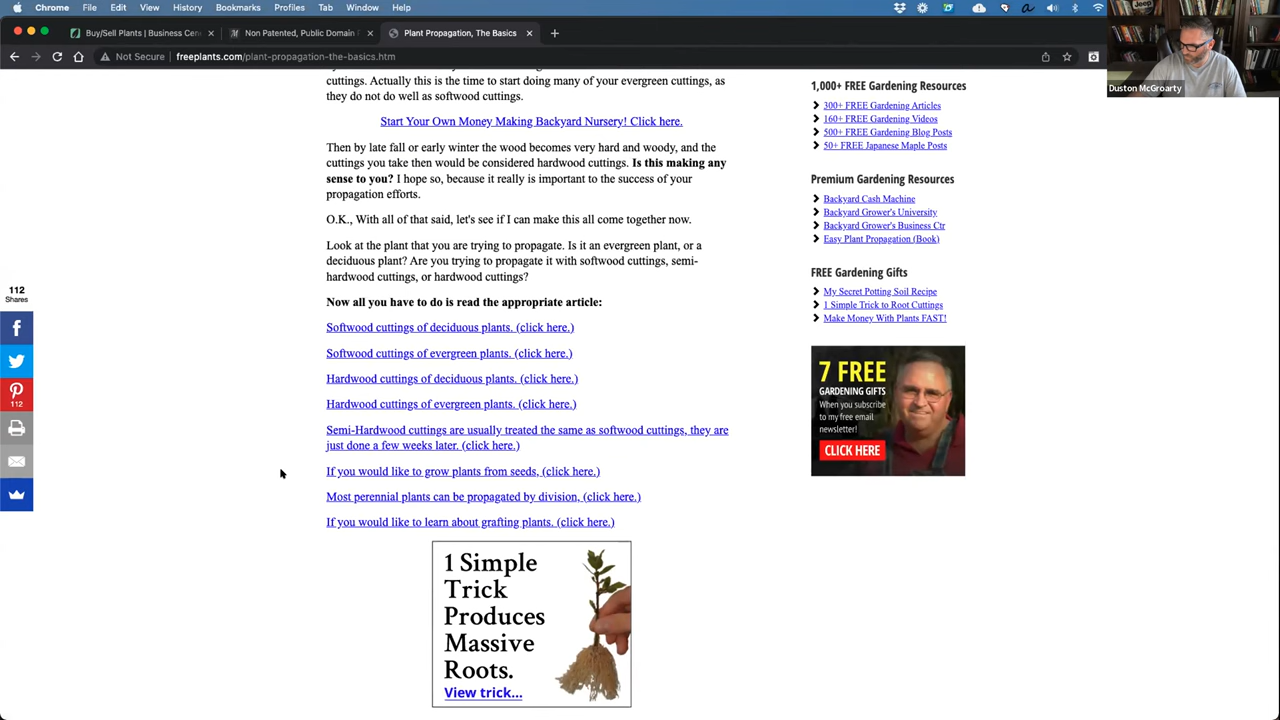 Chrome File Edit View History Bookmarks Profiles Tab Window Help
Buy/Sell Plants | Business Cen
Non Patented, Public Domain P
Plant Propagation, The Basics
Not Secure freeplants.com/plant-propagation-the-basics.htm
Duston McGroarty
cuttings. Actually this is the time to start doing many of your evergreen cuttings, as
they do not do well as softwood cuttings.
Start Your Own Money Making Backyard Nursery! Click here.
Then by late fall or early winter the wood becomes very hard and woody, and the
cuttings you take then would be considered hardwood cuttings. Is this making any
sense to you? I hope so, because it really is important to the success of your
propagation efforts.
O.K., With all of that said, let's see if I can make this all come together now.
Look at the plant that you are trying to propagate. Is it an evergreen plant, or a
deciduous plant? Are you trying to propagate it with softwood cuttings, semi-
hardwood cuttings, or hardwood cuttings?
Now all you have to do is read the appropriate article:
Softwood cuttings of deciduous plants. (click here.)
Softwood cuttings of evergreen plants. (click here.)
Hardwood cuttings of deciduous plants. (click here.)
Hardwood cuttings of evergreen plants. (click here.)
Semi-Hardwood cuttings are usually treated the same as softwood cuttings, they are
just done a few weeks later. (click here.)
If you would like to grow plants from seeds, (click here.)
Most perennial plants can be propagated by division, (click here.)
If you would like to learn about grafting plants. (click here.)
1 Simple
Trick
Produces
Massive
Roots.
View trick...
112
Shares
112
1,000+ FREE Gardening Resources
300+ FREE Gardening Articles
160+ FREE Gardening Videos
500+ FREE Gardening Blog Posts
50+ FREE Japanese Maple Posts
Premium Gardening Resources
Backyard Cash Machine
Backyard Grower's University
Backyard Grower's Business Ctr
Easy Plant Propagation (Book)
FREE Gardening Gifts
My Secret Potting Soil Recipe
1 Simple Trick to Root Cuttings
Make Money With Plants FAST!
7 FREE
GARDENING GIFTS
When you subscribe
to my free email
newsletter!
CLICK HERE